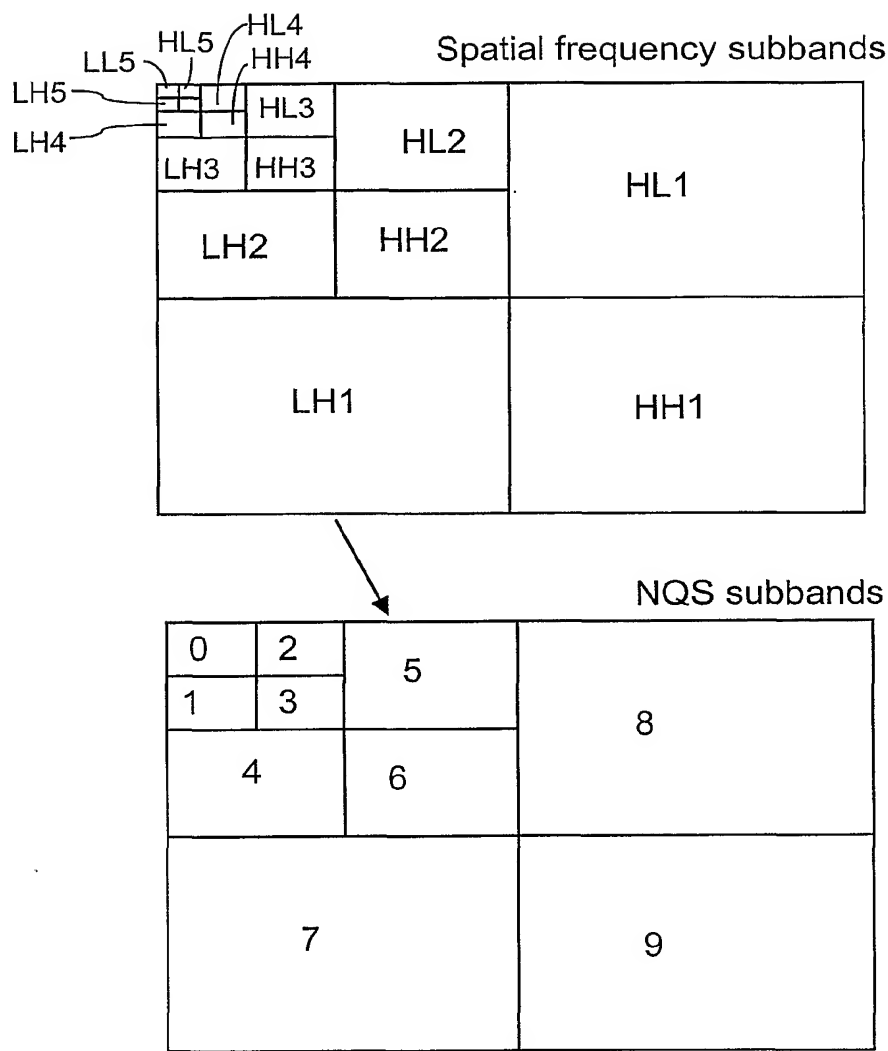 Spatial frequency subbands
HL4
HL5
HH4
LL5
LH5
LH4
HL3
LH3
HH3
HL2
LH2
HH2
HL1
LH1
HH1
NQS subbands
0
2
1
3
5
4
6
8
7
9